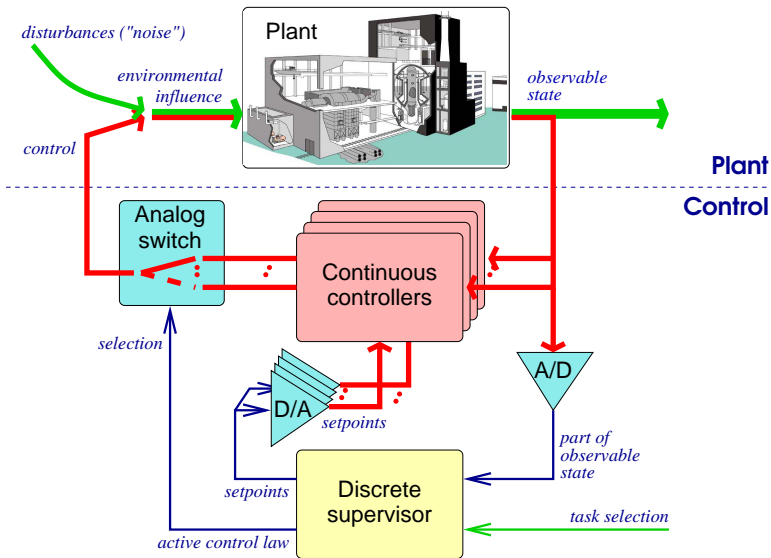 disturbances ("noise")
Plant
environmental
influence
observable
state
control
Plant
Control
Analog
switch
Continuous
controllers
selection
A/D
D/A
setpoints
part of
observable
state
setpoints
Discrete
supervisor
task selection
active control law